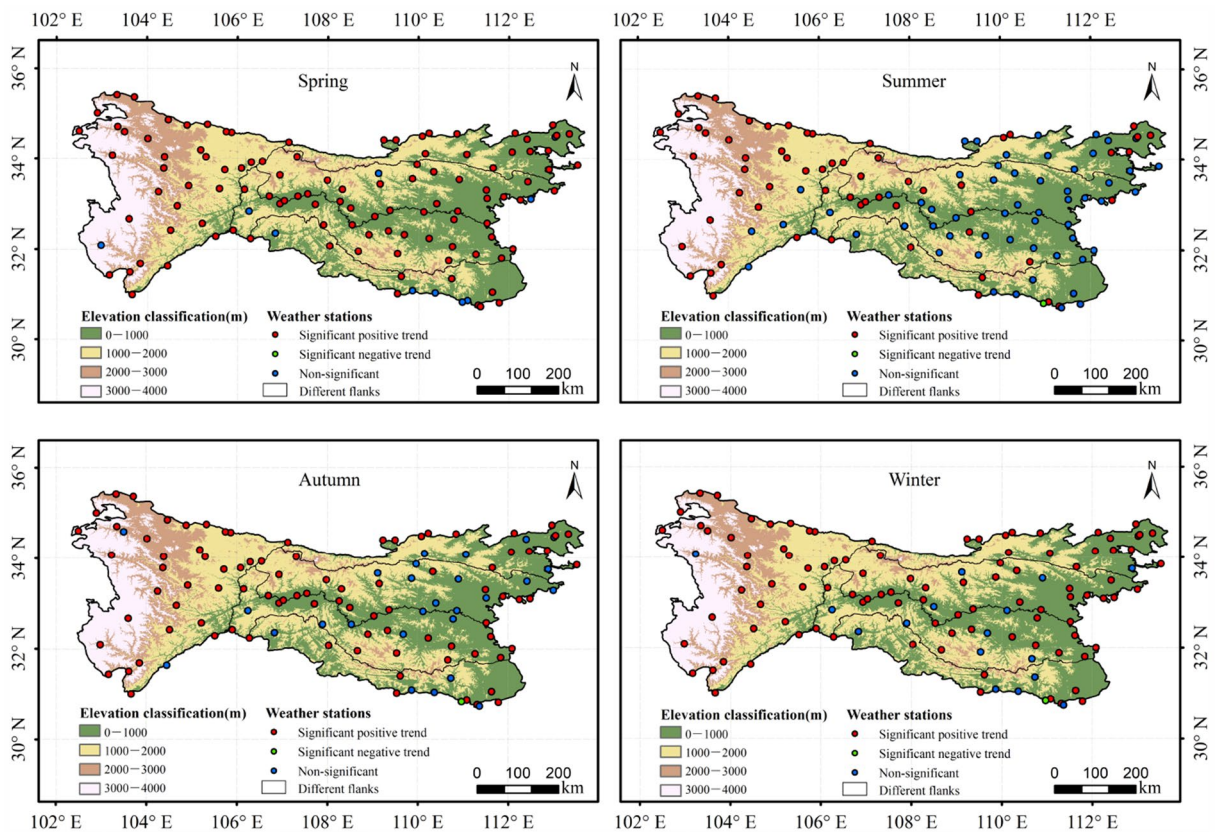 102° E 104° E 106° E 108° E 110° E 112° E 102° E 104° E 106° E 108° E 110° E 112° E
36° N
34° N
32° N
30° N
Spring
N
Elevation classification(m)
0—1000
1000—2000
2000—3000
3000—4000
Weather stations
Significant positive trend
Significant negative trend
Non-significant
Different flanks
0 100 200
km
Summer
N
Elevation classification(m)
0—1000
1000—2000
2000—3000
3000—4000
Weather stations
Significant positive trend
Significant negative trend
Non-significant
Different flanks
0 100 200
km
36° N
34° N
32° N
30° N
36° N
34° N
32° N
30° N
Autumn
N
Elevation classification(m)
0—1000
1000—2000
2000—3000
3000—4000
Weather stations
Significant positive trend
Significant negative trend
Non-significant
Different flanks
0 100 200
km
Winter
N
Elevation classification(m)
0—1000
1000—2000
2000—3000
3000—4000
Weather stations
Significant positive trend
Significant negative trend
Non-significant
Different flanks
0 100 200
km
36° N
34° N
32° N
30° N
102° E 104° E 106° E 108° E 110° E 112° E 102° E 104° E 106° E 108° E 110° E 112° E